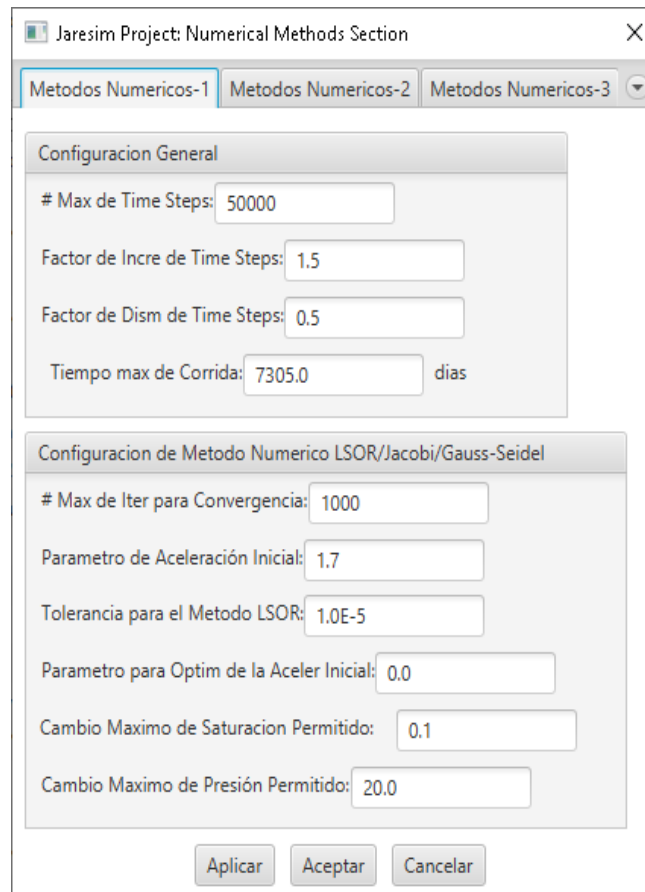 Jaresim Project: Numerical Methods Section
Metodos Numericos-1 Metodos Numericos-2 Metodos Numericos-3
Configuracion General
# Max de Time Steps: 50000
Factor de Incre de Time Steps: 1.5
Factor de Dism de Time Steps: 0.5
Tiempo max de Corrida: 7305.0 dias
Configuracion de Metodo Numerico LSOR/Jacobi/Gauss-Seidel
# Max de Iter para Convergencia: 1000
Parametro de Aceleración Inicial: 1.7
Tolerancia para el Metodo LSOR: 1.0E-5
Parametro para Optim de la Aceler Inicial: 0.0
Cambio Maximo de Saturacion Permitido: 0.1
Cambio Maximo de Presión Permitido: 20.0
Aplicar Aceptar Cancelar